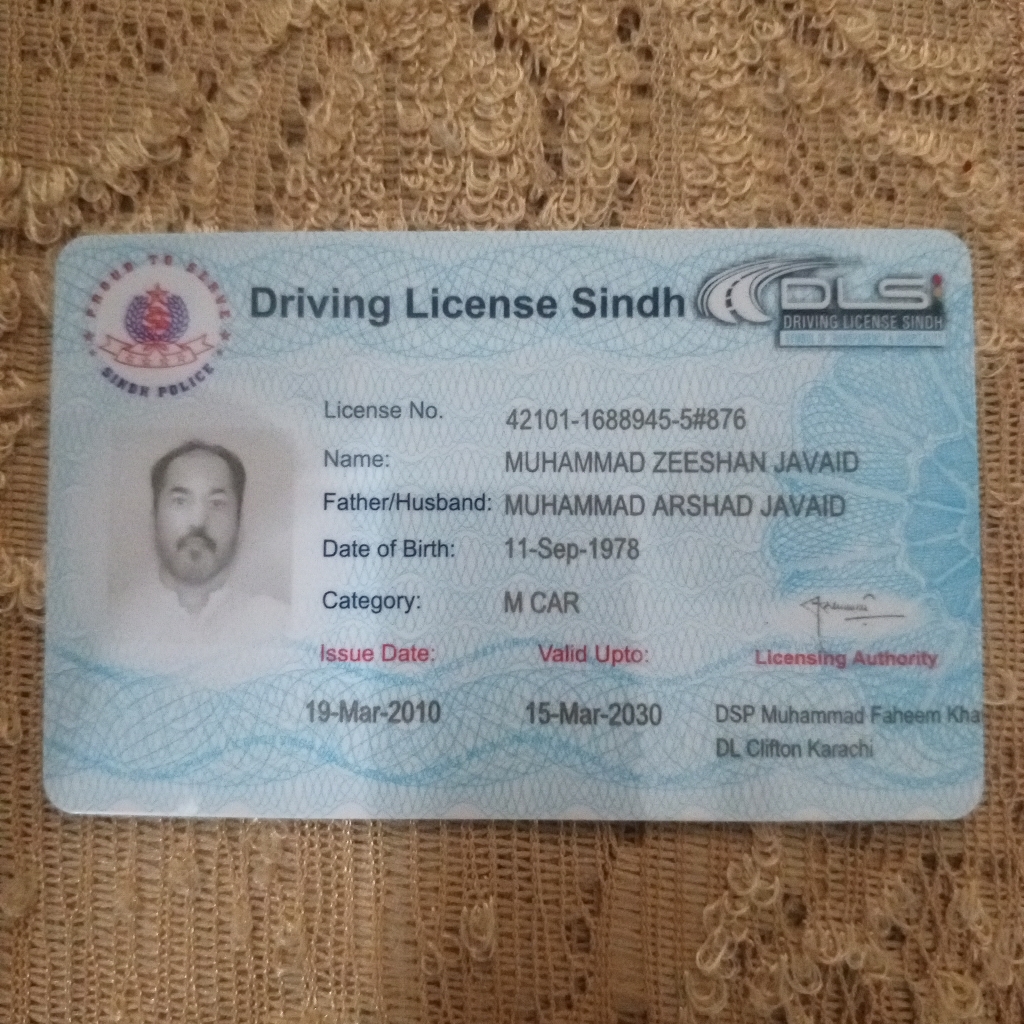 PROUD TO SERVE
SINDH POLICE
Driving License Sindh
DLS
DRIVING LICENSE SINDH
License No. 42101-1688945-5#876
Name: MUHAMMAD ZEESHAN JAVAID
Father/Husband: MUHAMMAD ARSHAD JAVAID
Date of Birth: 11-Sep-1978
Category: M CAR
Issue Date: Valid Upto: Licensing Authority
19-Mar-2010 15-Mar-2030 DSP Muhammad Faheem Kha
DL Clifton Karachi